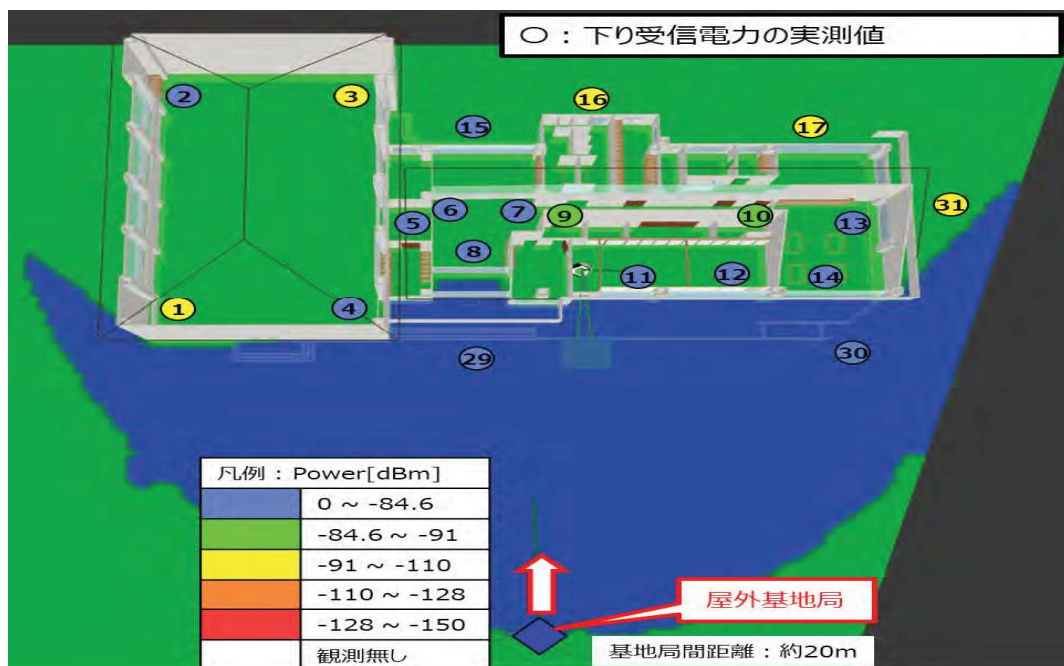 ○：下り受信電力の実測値
2
3
16
15
17
6
7
9
10
13
31
5
8
11
12
14
1
4
29
30
凡例：Power[dBm]
0 ~ -84.6
-84.6 ~ -91
-91 ~ -110
-110 ~ -128
-128 ~ -150
観測無し
屋外基地局
基地局間距離：約20m